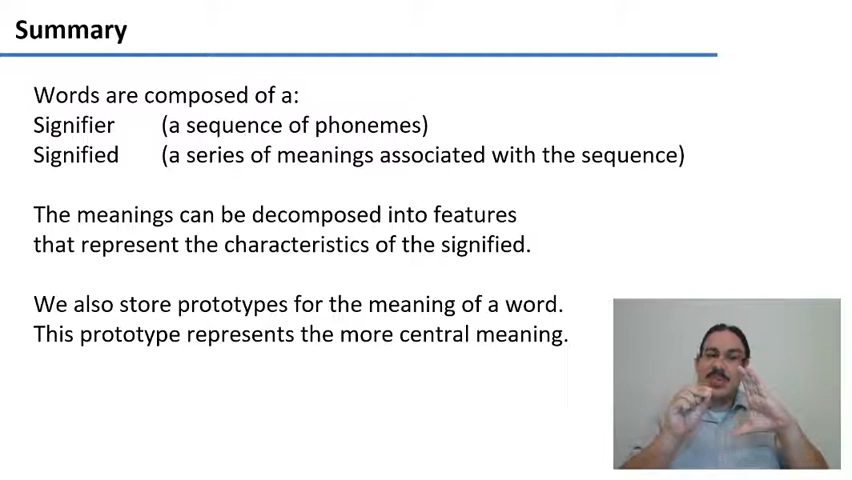 Summary
Words are composed of a:
Signifier (a sequence of phonemes)
Signified (a series of meanings associated with the sequence)
The meanings can be decomposed into features
that represent the characteristics of the signified.
We also store prototypes for the meaning of a word.
This prototype represents the more central meaning.